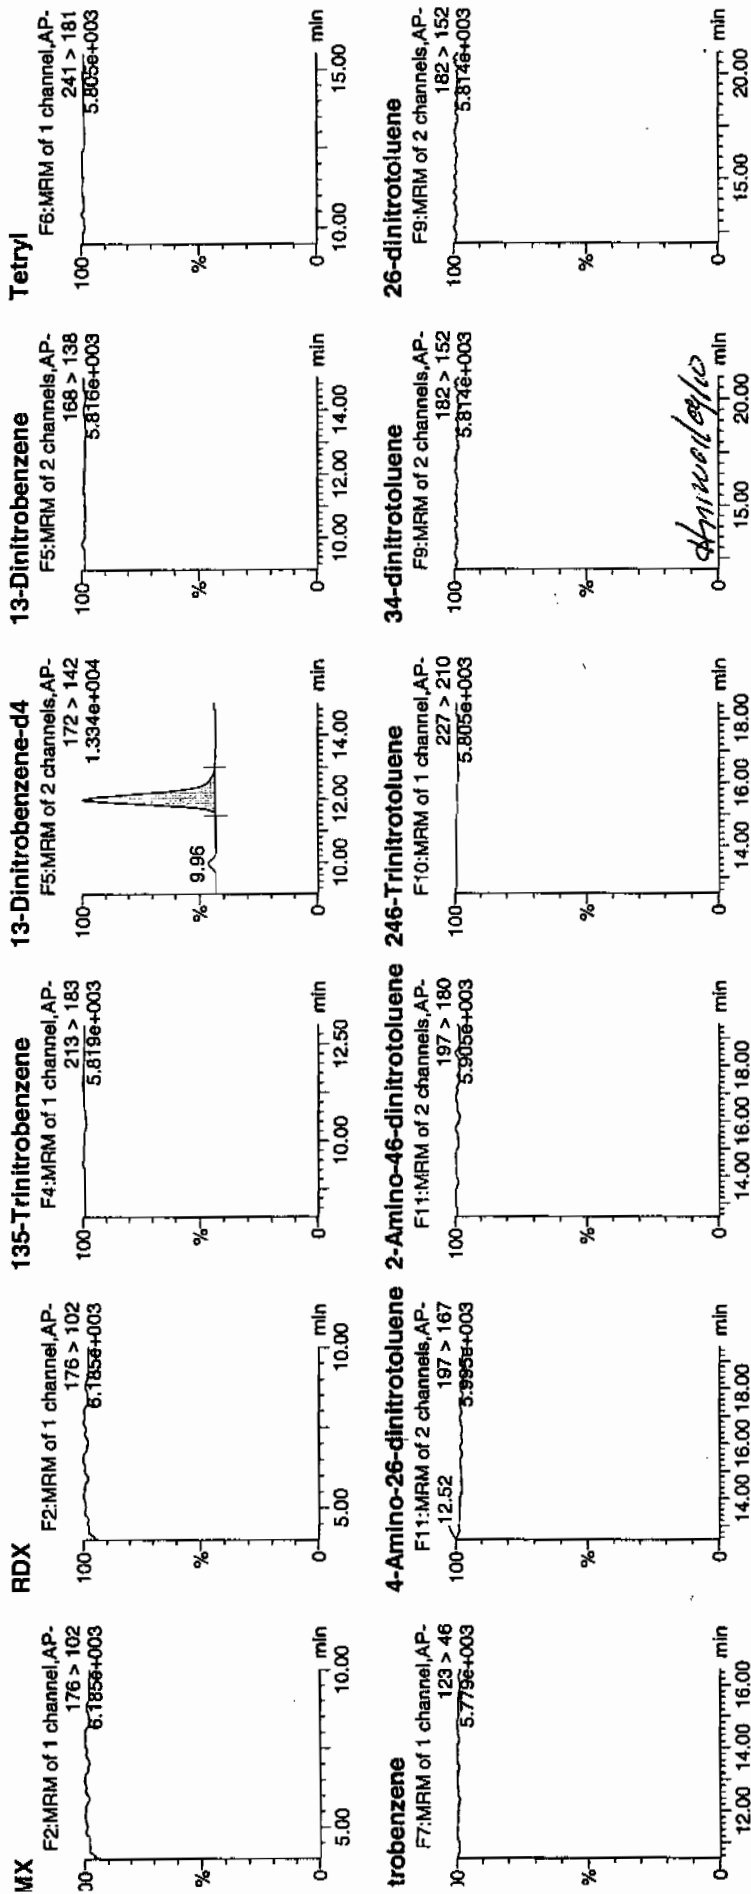 MX
F2:MRM of 1 channel,AP-
176 > 102
6.185e+003
00
%
0
5.00
10.00
min
RDX
F2:MRM of 1 channel,AP-
176 > 102
6.185e+003
100
%
0
5.00
10.00
min
135-Trinitrobenzene
F4:MRM of 1 channel,AP-
213 > 183
5.819e+003
100
%
0
10.00
12.50
min
13-Dinitrobenzene-d4
F5:MRM of 2 channels,AP-
172 > 142
1.334e+004
100
9.96
%
0
10.00
12.00
14.00
min
13-Dinitrobenzene
F5:MRM of 2 channels,AP-
168 > 138
5.816e+003
100
%
0
10.00
12.00
14.00
min
Tetryl
F6:MRM of 1 channel,AP-
241 > 181
5.805e+003
100
%
0
10.00
15.00
min
trobenzene
F7:MRM of 1 channel,AP-
123 > 46
5.779e+003
00
%
0
12.00
14.00
16.00
min
4-Amino-26-dinitrotoluene
F11:MRM of 2 channels,AP-
12.52
197 > 167
5.995e+003
100
%
0
14.00
16.00
18.00
min
2-Amino-46-dinitrotoluene
F11:MRM of 2 channels,AP-
197 > 180
5.905e+003
100
%
0
14.00
16.00
18.00
min
246-Trinitrotoluene
F10:MRM of 1 channel,AP-
227 > 210
5.805e+003
100
%
0
14.00
16.00
18.00
min
34-dinitrotoluene
F9:MRM of 2 channels,AP-
182 > 152
5.814e+003
100
%
0
15.00
20.00
min
26-dinitrotoluene
F9:MRM of 2 channels,AP-
182 > 152
5.814e+003
100
%
0
15.00
20.00
min